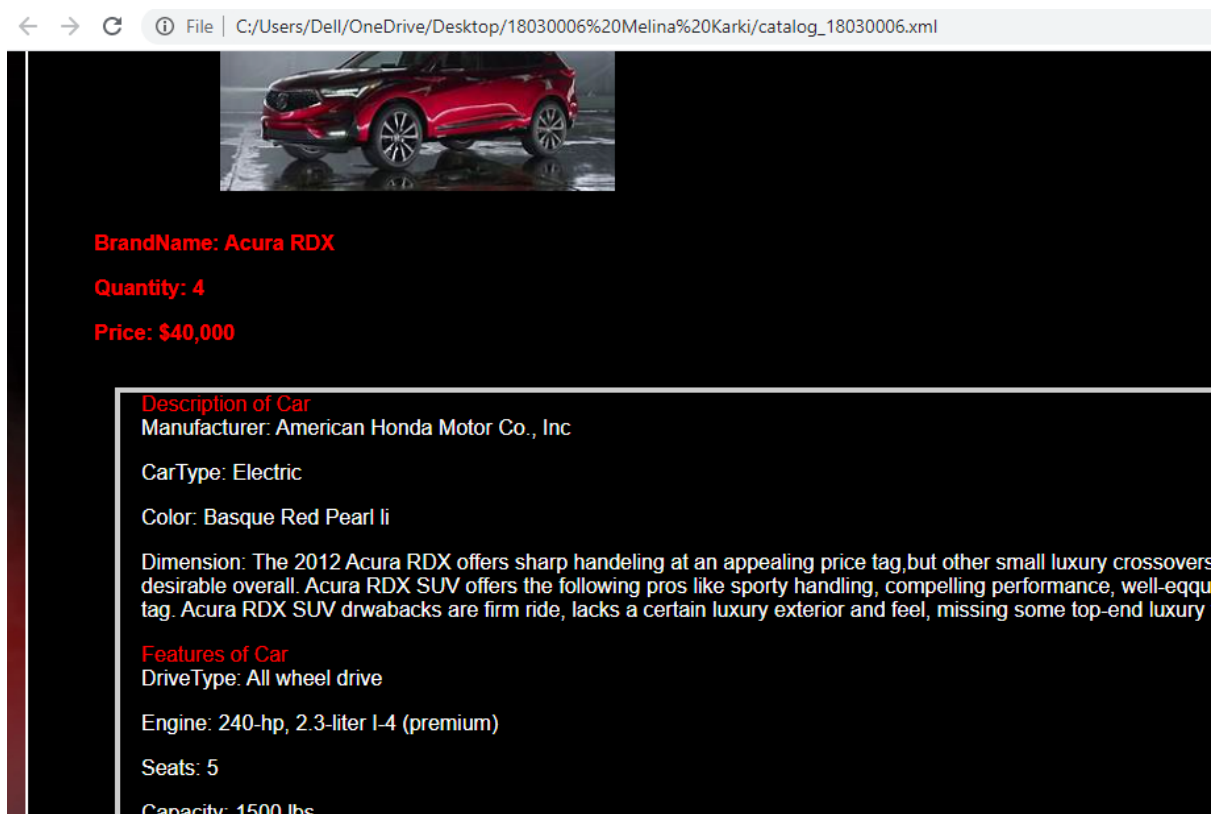 File | C:/Users/Dell/OneDrive/Desktop/18030006%20Melina%20Karki/catalog_18030006.xml
BrandName: Acura RDX
Quantity: 4
Price: $40,000
Description of Car
Manufacturer: American Honda Motor Co., Inc
CarType: Electric
Color: Basque Red Pearl Ii
Dimension: The 2012 Acura RDX offers sharp handeling at an appealing price tag,but other small luxury crossovers
desirable overall. Acura RDX SUV offers the following pros like sporty handling, compelling performance, well-eqqu
tag. Acura RDX SUV drwabacks are firm ride, lacks a certain luxury exterior and feel, missing some top-end luxury
Features of Car
DriveType: All wheel drive
Engine: 240-hp, 2.3-liter I-4 (premium)
Seats: 5
Capacity: 1500 lbs